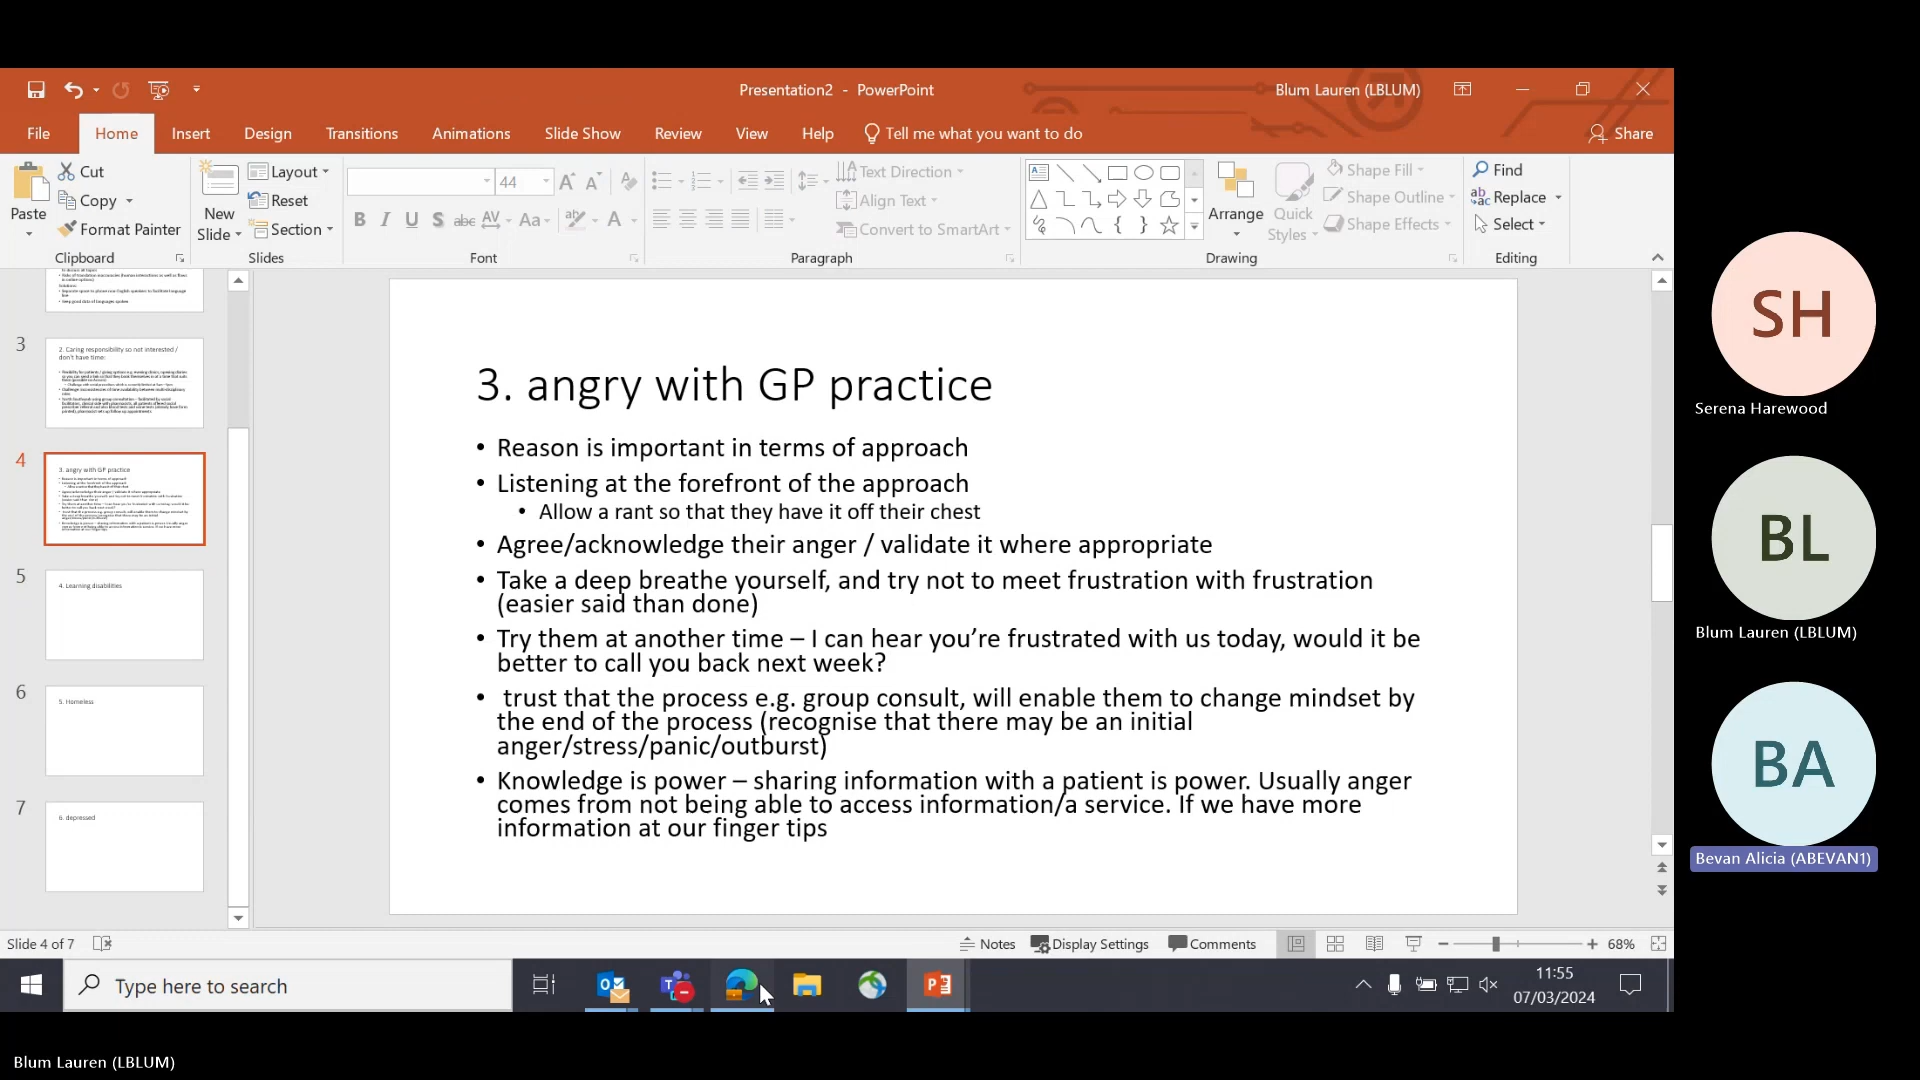 Presentation2 - PowerPoint
Blum Lauren (LBLUM)
File Home Insert Design Transitions Animations Slide Show Review View Help Tell me what you want to do Share
Paste
Cut
Copy
Format Painter
Clipboard
New
Slide
Layout
Reset
Section
Slides
44
B I U S abc AV Aa A
Font
Text Direction
Align Text
Convert to SmartArt
Paragraph
Arrange
Quick
Styles
Shape Fill
Shape Outline
Shape Effects
Drawing
Find
Replace
Select
Editing
3
2. Caring responsibility so not interested /
don't have time:
4
3. angry with GP practice
5
4. Learning disabilities
6
5. Homeless
7
6. depressed
3. angry with GP practice
• Reason is important in terms of approach
• Listening at the forefront of the approach
• Allow a rant so that they have it off their chest
• Agree/acknowledge their anger / validate it where appropriate
• Take a deep breathe yourself, and try not to meet frustration with frustration
(easier said than done)
• Try them at another time – I can hear you’re frustrated with us today, would it be
better to call you back next week?
• trust that the process e.g. group consult, will enable them to change mindset by
the end of the process (recognise that there may be an initial
anger/stress/panic/outburst)
• Knowledge is power – sharing information with a patient is power. Usually anger
comes from not being able to access information/a service. If we have more
information at our finger tips
Slide 4 of 7
Notes Display Settings Comments 68%
Type here to search
11:55
07/03/2024
SH
Serena Harewood
BL
Blum Lauren (LBLUM)
BA
Bevan Alicia (ABEVAN1)
Blum Lauren (LBLUM)